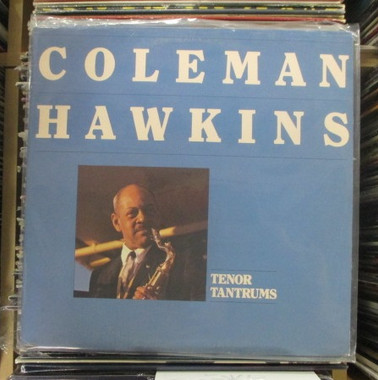 COLEMAN
HAWKINS
TENOR
TANTRUMS